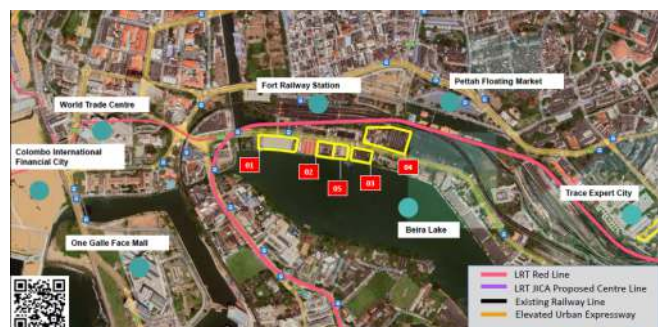 Fort Railway Station
Pettah Floating Market
World Trade Centre
Colombo International
Financial City
01
02
05
03
04
Trace Expert City
Beira Lake
One Galle Face Mall
LRT Red Line
LRT JICA Proposed Centre Line
Existing Railway Line
Elevated Urban Expressway